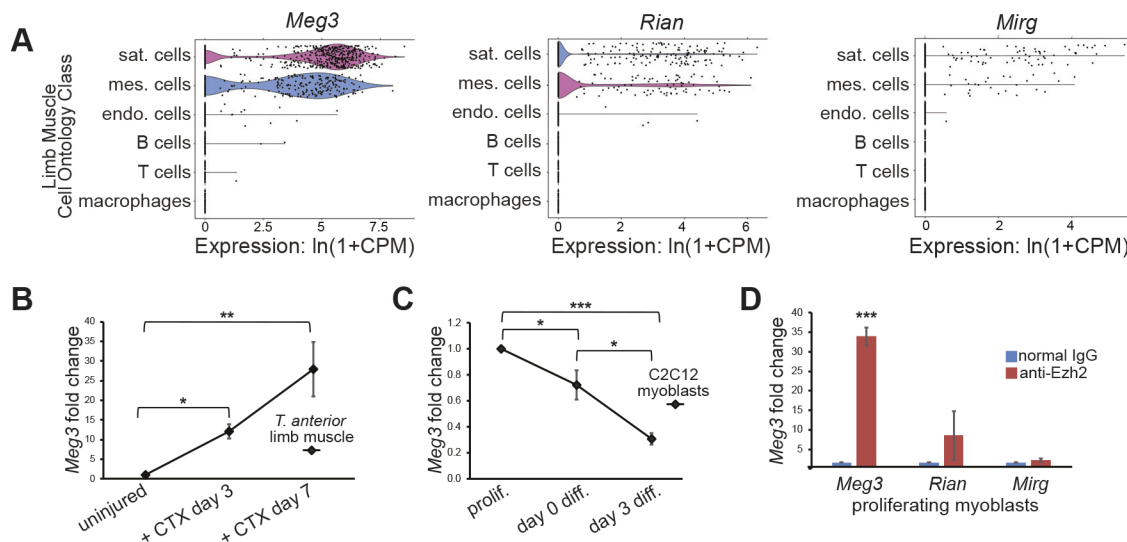 A
Meg3
Rian
Mirg
Limb Muscle
Cell Ontology Class
sat. cells
mes. cells
endo. cells
B cells
T cells
macrophages
0 2.5 5 7.5
Expression: ln(1+CPM)
sat. cells
mes. cells
endo. cells
B cells
T cells
macrophages
0 2 4 6
Expression: ln(1+CPM)
sat. cells
mes. cells
endo. cells
B cells
T cells
macrophages
0 2 4
Expression: ln(1+CPM)
B
Meg3 fold change
40
35
30
25
20
15
10
5
0
**
*
T. anterior
limb muscle
uninjured
+ CTX day 3
+ CTX day 7
C
Meg3 fold change
1.2
1.0
0.8
0.6
0.4
0.2
0.0
***
*
*
C2C12
myoblasts
prolif.
day 0 diff.
day 3 diff.
D
Meg3 fold change
40
35
30
25
20
15
10
5
0
***
normal IgG
anti-Ezh2
Meg3 Rian Mirg
proliferating myoblasts